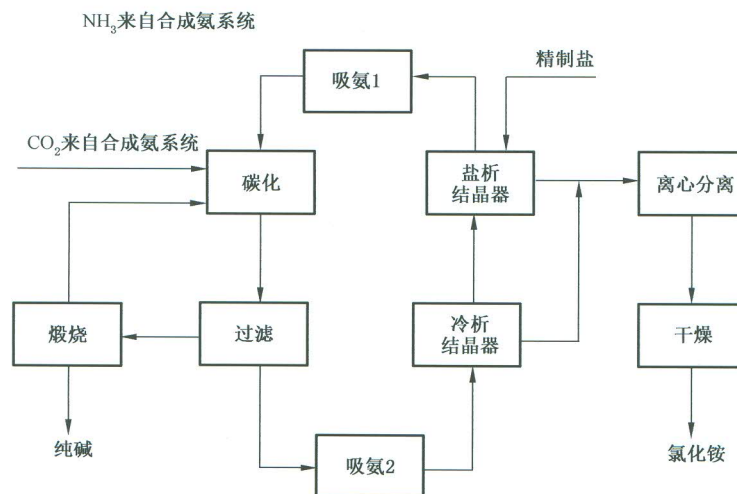 NH₃来自合成氨系统
吸氨1
精制盐
CO₂来自合成氨系统
碳化
盐析
结晶器
离心分离
煅烧
过滤
冷析
结晶器
干燥
纯碱
吸氨2
氯化铵